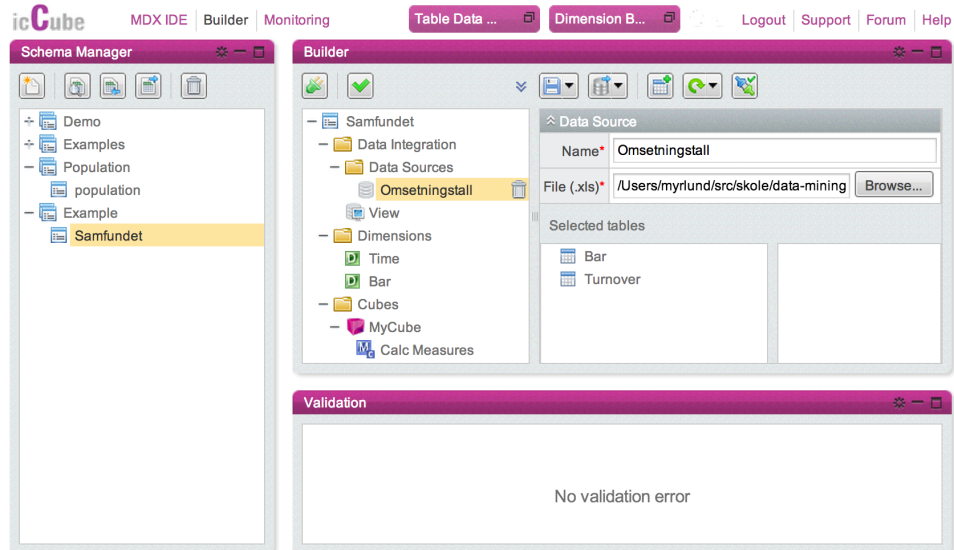 icCube
MDX IDE Builder Monitoring Table Data ... Dimension B... Logout Support Forum Help
Schema Manager
Demo
Examples
Population
population
Example
Samfundet
Builder
Samfundet
Data Integration
Data Sources
Omsetningstall
View
Dimensions
Time
Bar
Cubes
MyCube
Calc Measures
Data Source
Name* Omsetningstall
File (.xls)* /Users/myrlund/src/skole/data-mining Browse...
Selected tables
Bar
Turnover
Validation
No validation error